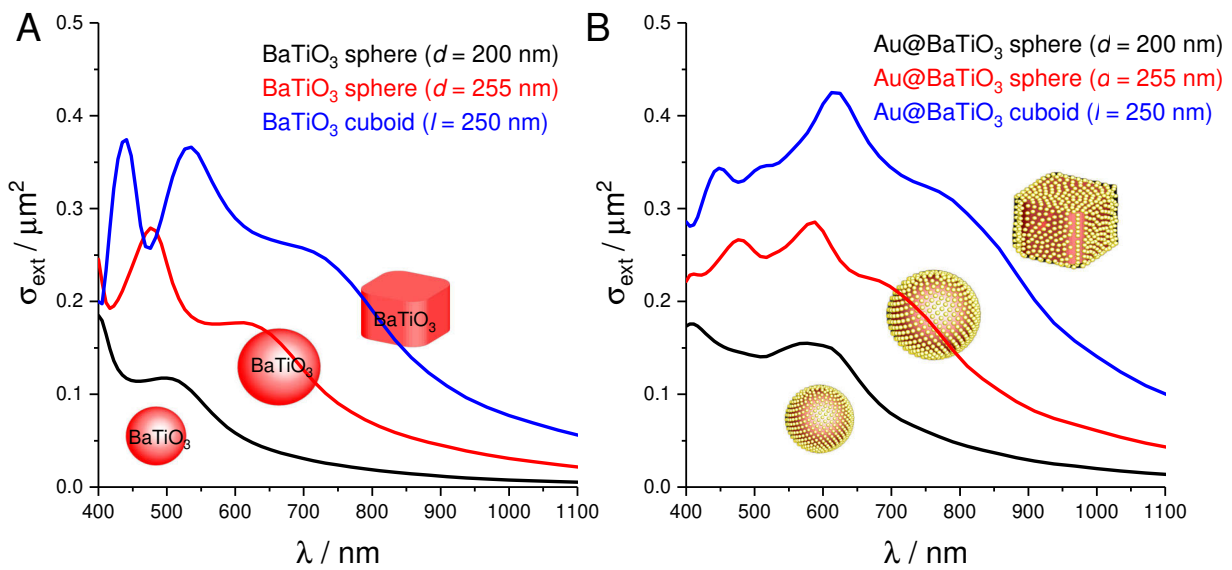 A
0.5
0.4
0.3
0.2
0.1
0.0
σext / μm²
BaTiO₃ sphere (d = 200 nm)
BaTiO₃ sphere (d = 255 nm)
BaTiO₃ cuboid (l = 250 nm)
BaTiO₃
BaTiO₃
BaTiO₃
400 500 600 700 800 900 1000 1100
λ / nm
B
0.5
0.4
0.3
0.2
0.1
0.0
σext / μm²
Au@BaTiO₃ sphere (d = 200 nm)
Au@BaTiO₃ sphere (a = 255 nm)
Au@BaTiO₃ cuboid (l = 250 nm)
400 500 600 700 800 900 1000 1100
λ / nm